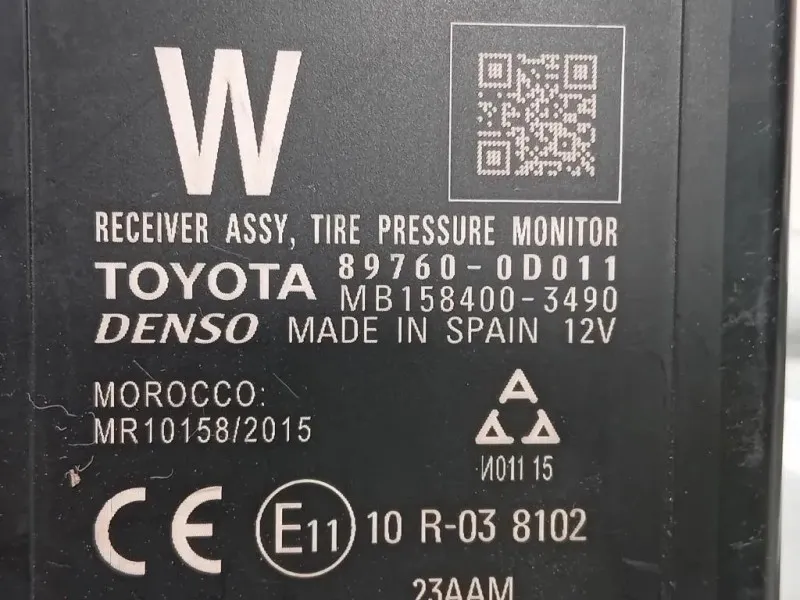 W
RECEIVER ASSY, TIRE PRESSURE MONITOR
TOYOTA 89760-0D011
MB158400-3490
DENSO MADE IN SPAIN 12V
MOROCCO:
MR10158/2015
И011 15
CE E11 10 R-03 8102
23AAM